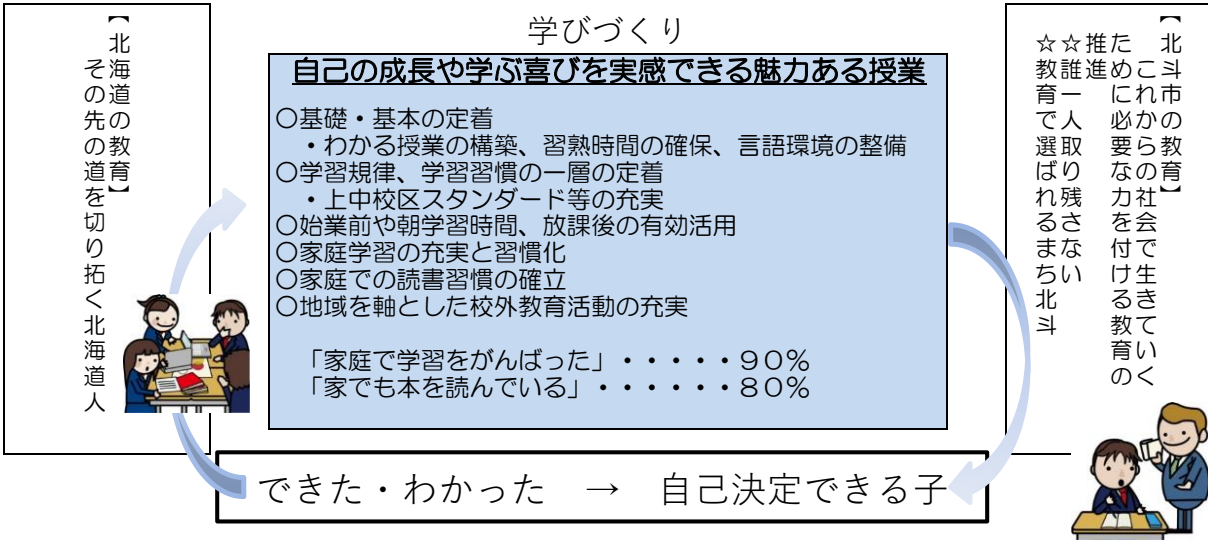 【北海道の教育】
その先の道を切り拓く北海道人
学びづくり
自己の成長や学ぶ喜びを実感できる魅力ある授業
〇基礎・基本の定着
・わかる授業の構築、習熟時間の確保、言語環境の整備
〇学習規律、学習習慣の一層の定着
・上中校区スタンダード等の充実
〇始業前や朝学習時間、放課後の有効活用
〇家庭学習の充実と習慣化
〇家庭での読書習慣の確立
〇地域を軸とした校外教育活動の充実
「家庭で学習をがんばった」・・・・・９０％
「家でも本を読んでいる」・・・・・・８０％
【北斗市の教育】
これからの社会で生きていく
ために必要な力を付ける教育の
推進
☆誰一人取り残さない
☆教育で選ばれるまち北斗
できた・わかった　→　自己決定できる子